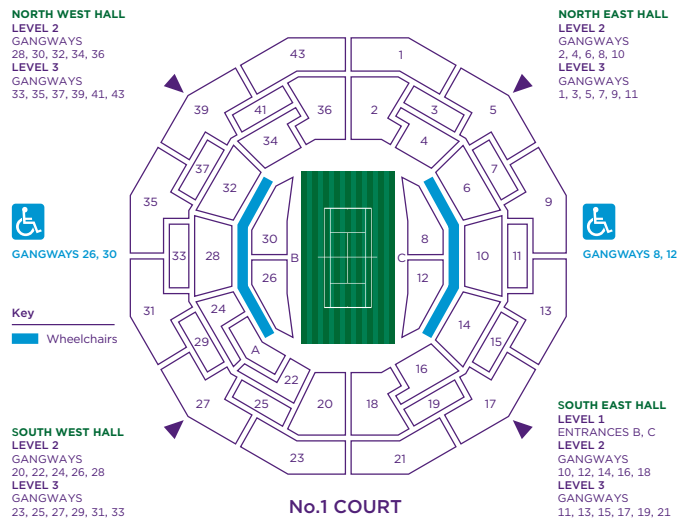 NORTH WEST HALL
LEVEL 2
GANGWAYS
28, 30, 32, 34, 36
LEVEL 3
GANGWAYS
33, 35, 37, 39, 41, 43
NORTH EAST HALL
LEVEL 2
GANGWAYS
2, 4, 6, 8, 10
LEVEL 3
GANGWAYS
1, 3, 5, 7, 9, 11
43
1
39
41
36
2
3
5
34
4
37
7
32
6
35
9
30
8
33
28
B
C
10
11
26
12
31
24
14
13
29
A
15
22
16
27
25
20
18
19
17
23
21
GANGWAYS 26, 30
GANGWAYS 8, 12
Key
Wheelchairs
SOUTH WEST HALL
LEVEL 2
GANGWAYS
20, 22, 24, 26, 28
LEVEL 3
GANGWAYS
23, 25, 27, 29, 31, 33
SOUTH EAST HALL
LEVEL 1
ENTRANCES B, C
LEVEL 2
GANGWAYS
10, 12, 14, 16, 18
LEVEL 3
GANGWAYS
11, 13, 15, 17, 19, 21
No.1 COURT